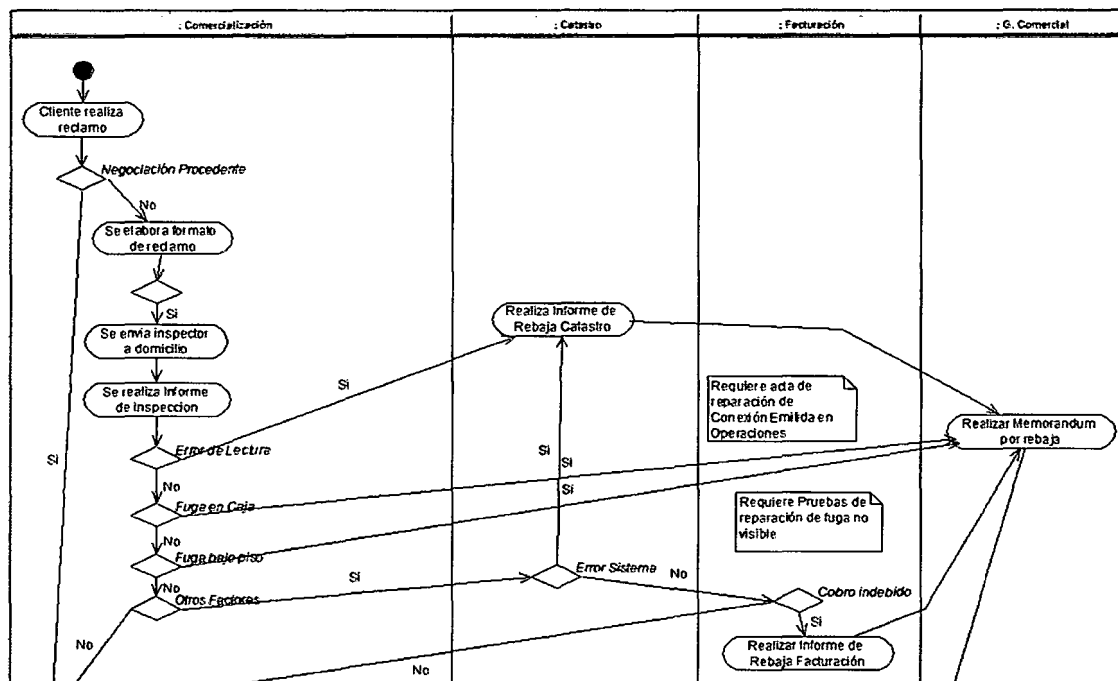 : Comercialización
: Catastro
: Facturación
: G. Comercial
Cliente realiza
reclamo
Negociación Procedente
No
Se elabora formato
de reclamo
Si
Se envia inspector
a domicilio
Se realiza Informe
de Inspeccion
Realiza Informe de
Rebaja Catastro
Si
Requiere acta de
reparación de
Conexión Emitida en
Operaciones
Realizar Memorandum
por rebaja
Si
Error de Lectura
Si
Si
No
Si
Fuga en Caja
Requiere Pruebas de
reparación de fuga no
visible
No
Fuga bajo piso
Si
Error Sistema
No
No
Otros Factores
Cobro indebido
Si
No
Realizar Informe de
Rebaja Facturación
No